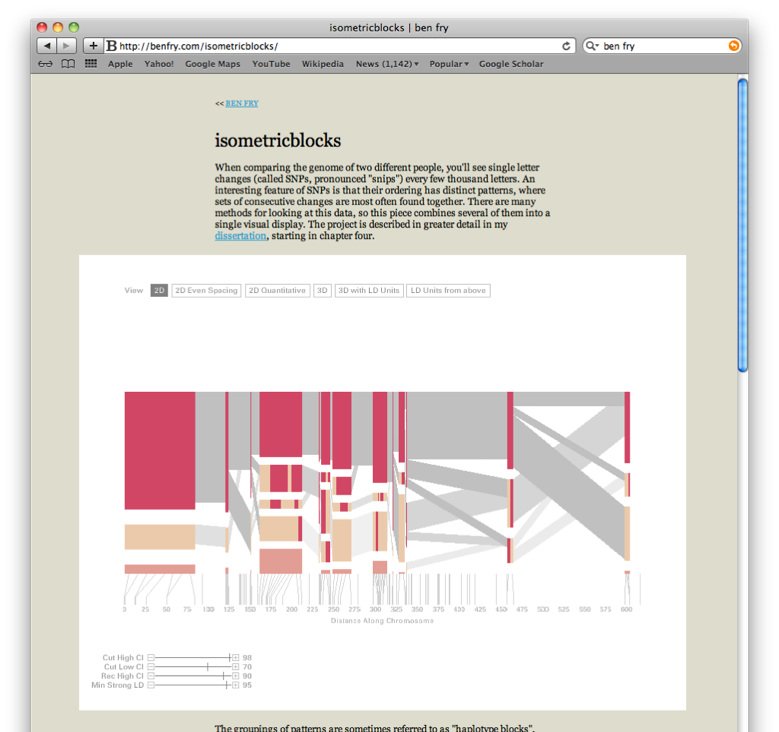 isometricblocks | ben fry
http://benfry.com/isometricblocks/
ben fry
Apple Yahoo! Google Maps YouTube Wikipedia News (1,142) Popular Google Scholar
<< BEN FRY
isometricblocks
When comparing the genome of two different people, you'll see single letter
changes (called SNPs, pronounced "snips") every few thousand letters. An
interesting feature of SNPs is that their ordering has distinct patterns, where
sets of consecutive changes are most often found together. There are many
methods for looking at this data, so this piece combines several of them into a
single visual display. The project is described in greater detail in my
dissertation, starting in chapter four.
View 2D 2D Even Spacing 2D Quantitative 3D 3D with LD Units LD Units from above
0 25 50 75 100 125 150 175 200 225 250 275 300 325 350 375 400 425 450 475 500 525 550 575 600
Distance Along Chromosome
Cut High CI 98
Cut Low CI 70
Rec High CI 90
Min Strong LD 95
The groupings of patterns are sometimes referred to as "haplotype blocks",